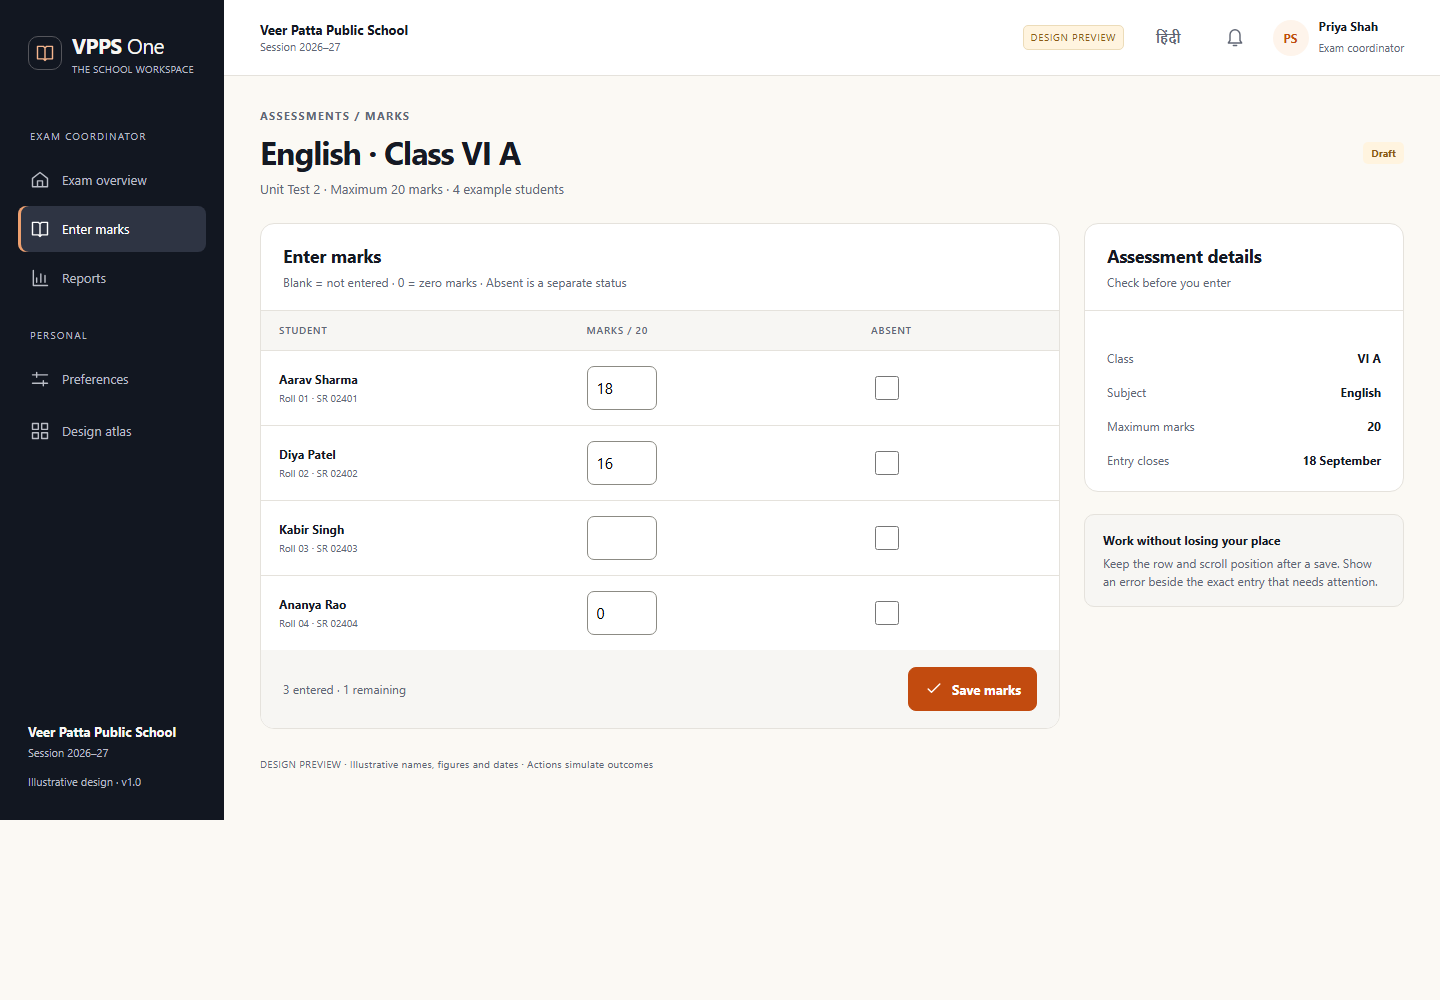 VPPS One
THE SCHOOL WORKSPACE
EXAM COORDINATOR
Exam overview
Enter marks
Reports
PERSONAL
Preferences
Design atlas
Veer Patta Public School
Session 2026–27
Illustrative design · v1.0
Veer Patta Public School
Session 2026–27
DESIGN PREVIEW
हिंदी
PS
Priya Shah
Exam coordinator
ASSESSMENTS / MARKS
English · Class VI A
Unit Test 2 · Maximum 20 marks · 4 example students
Draft
Enter marks
Blank = not entered · 0 = zero marks · Absent is a separate status
STUDENT MARKS / 20 ABSENT
Aarav Sharma
Roll 01 · SR 02401
18
Diya Patel
Roll 02 · SR 02402
16
Kabir Singh
Roll 03 · SR 02403
Ananya Rao
Roll 04 · SR 02404
0
3 entered · 1 remaining
Save marks
Assessment details
Check before you enter
Class VI A
Subject English
Maximum marks 20
Entry closes 18 September
Work without losing your place
Keep the row and scroll position after a save. Show
an error beside the exact entry that needs attention.
DESIGN PREVIEW · Illustrative names, figures and dates · Actions simulate outcomes